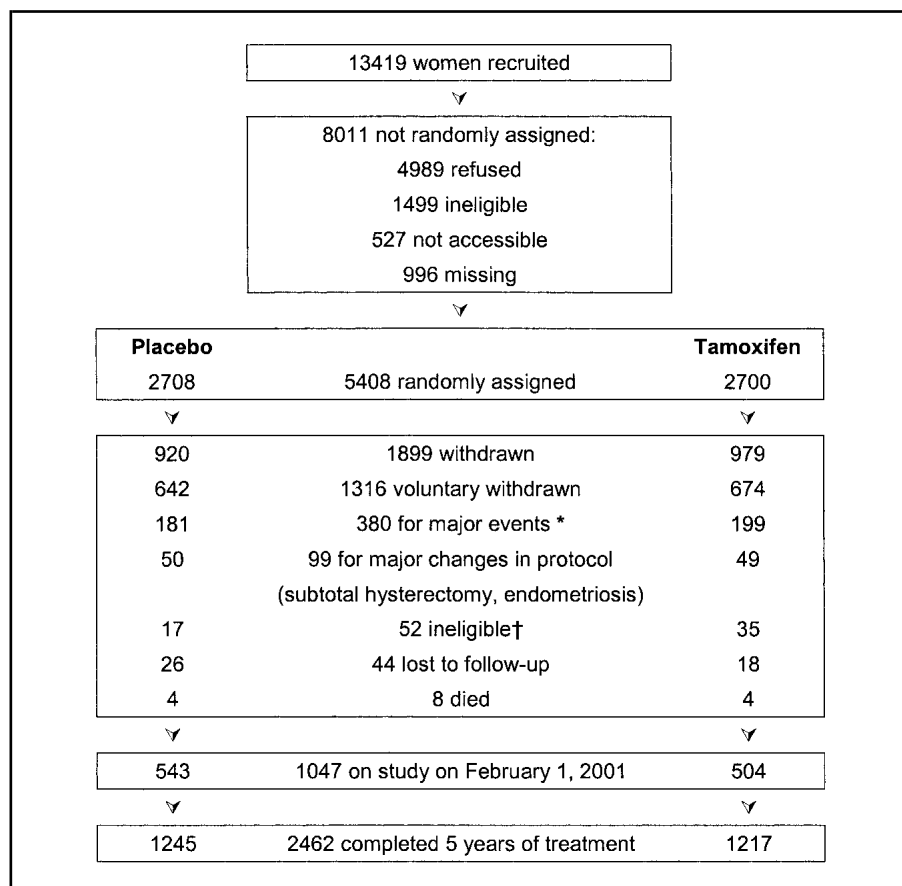 13419 women recruited
8011 not randomly assigned:
4989 refused
1499 ineligible
527 not accessible
996 missing
Placebo Tamoxifen
2708 5408 randomly assigned 2700
920 1899 withdrawn 979
642 1316 voluntary withdrawn 674
181 380 for major events * 199
50 99 for major changes in protocol 49
(subtotal hysterectomy, endometriosis)
17 52 ineligible† 35
26 44 lost to follow-up 18
4 8 died 4
543 1047 on study on February 1, 2001 504
1245 2462 completed 5 years of treatment 1217